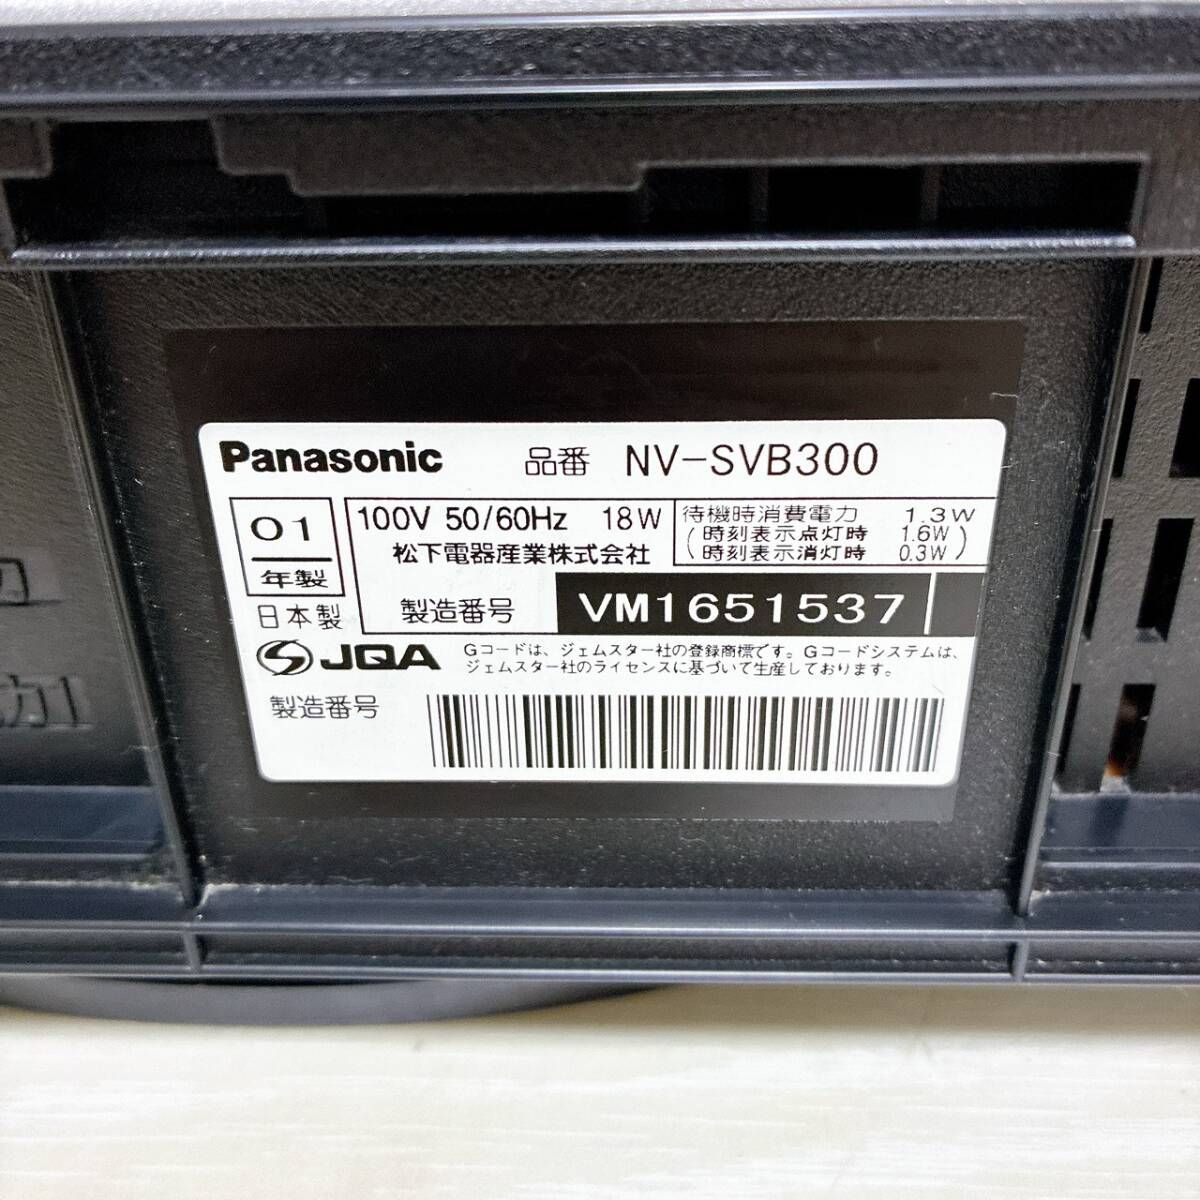 Panasonic 品番 NV-SVB300
01
年製
日本製
100V 50/60Hz 18W
松下電器産業株式会社
待機時消費電力 1.3W
(時刻表示点灯時 1.6W
時刻表示消灯時 0.3W)
製造番号 VM1651537
JQA
Gコードは、ジェムスター社の登録商標です。Gコードシステムは、
ジェムスター社のライセンスに基づいて生産しております。
製造番号